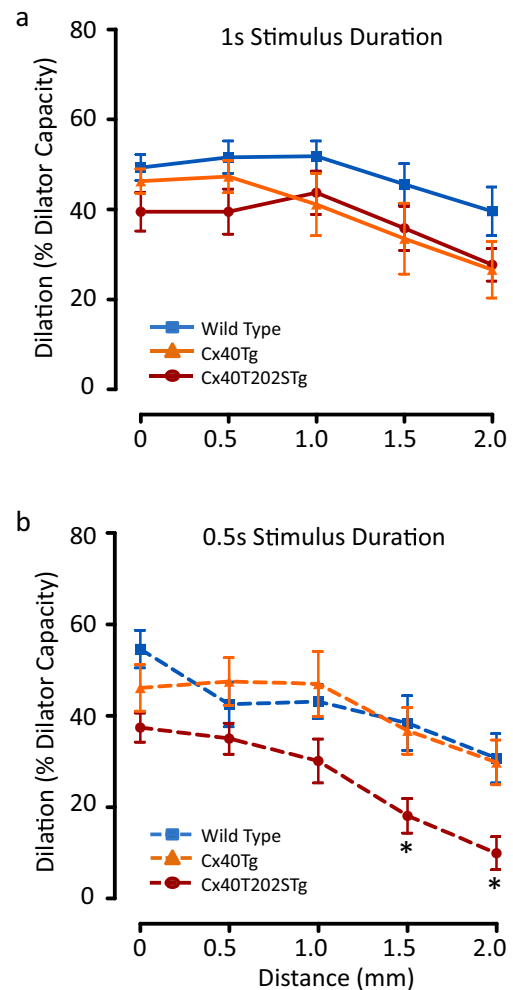 a
1s Stimulus Duration
Dilation (% Dilator Capacity)
80
60
40
20
0
Wild Type
Cx40Tg
Cx40T202STg
0 0.5 1.0 1.5 2.0
b
0.5s Stimulus Duration
Dilation (% Dilator Capacity)
80
60
40
20
0
Wild Type
Cx40Tg
Cx40T202STg
*
*
0 0.5 1.0 1.5 2.0
Distance (mm)